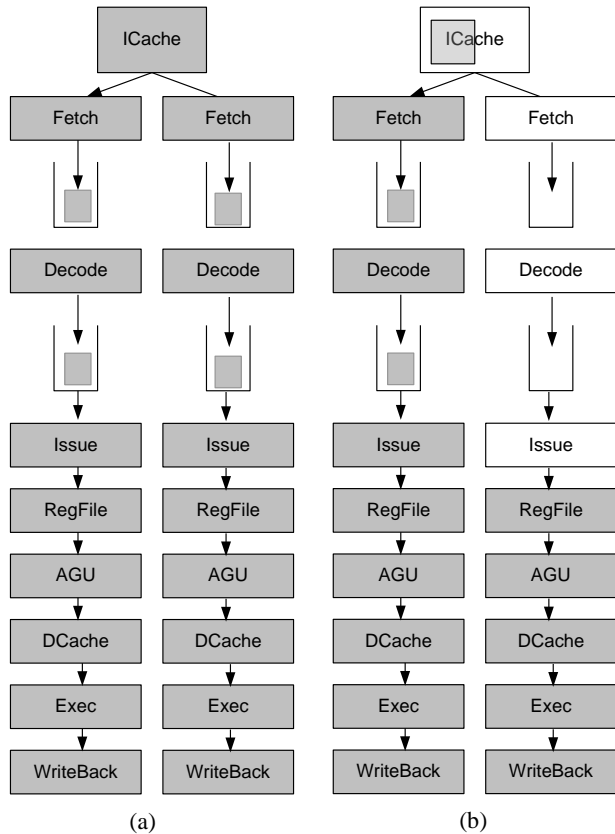 ICache
Fetch
Fetch
Decode
Decode
Issue
Issue
RegFile
RegFile
AGU
AGU
DCache
DCache
Exec
Exec
WriteBack
WriteBack
(a)
ICache
Fetch
Fetch
Decode
Decode
Issue
Issue
RegFile
RegFile
AGU
AGU
DCache
DCache
Exec
Exec
WriteBack
WriteBack
(b)